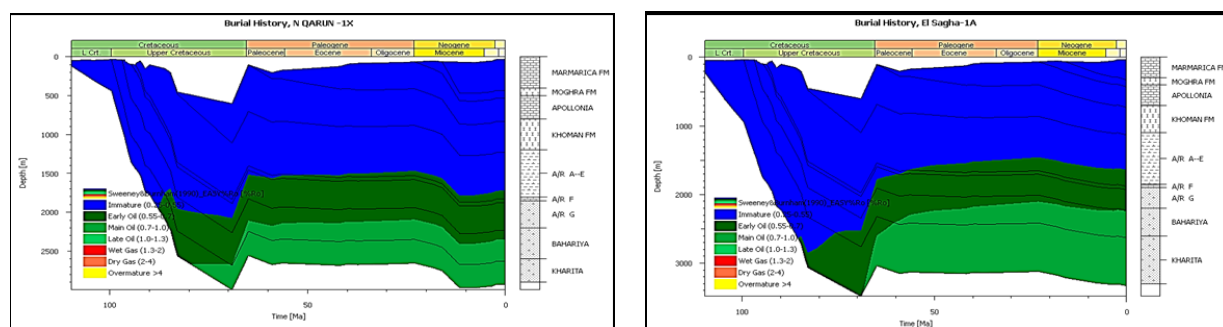 Burial History, N QARUN -1X
Cretaceous Paleogene Neogene
L Crt. Upper Cretaceous Paleocene Eocene Oligocene Miocene
0
500
1000
1500
2000
2500
Depth [m]
Immature
Early Oil (0.55-0.7)
Main Oil (0.7-1.0)
Late Oil (1.0-1.3)
Wet Gas (1.3-2)
Dry Gas (2-4)
Overmature >4
100 50 0
Time [Ma]
MARMARICA FM
MOGHRA FM
APOLLONIA
KHOMAN FM
A/R A--E
A/R F
A/R G
BAHARIYA
KHARITA
Burial History, El Sagha-1A
Cretaceous Paleogene Neogene
L Crt. Upper Cretaceous Paleocene Eocene Oligocene Miocene
0
1000
2000
3000
Depth [m]
Immature
Early Oil (0.55-0.7)
Main Oil (0.7-1.0)
Late Oil (1.0-1.3)
Wet Gas (1.3-2)
Dry Gas (2-4)
Overmature >4
100 50 0
Time [Ma]
MARMARICA FM
MOGHRA FM
APOLLONIA
KHOMAN FM
A/R A--E
A/R F
A/R G
BAHARIYA
KHARITA